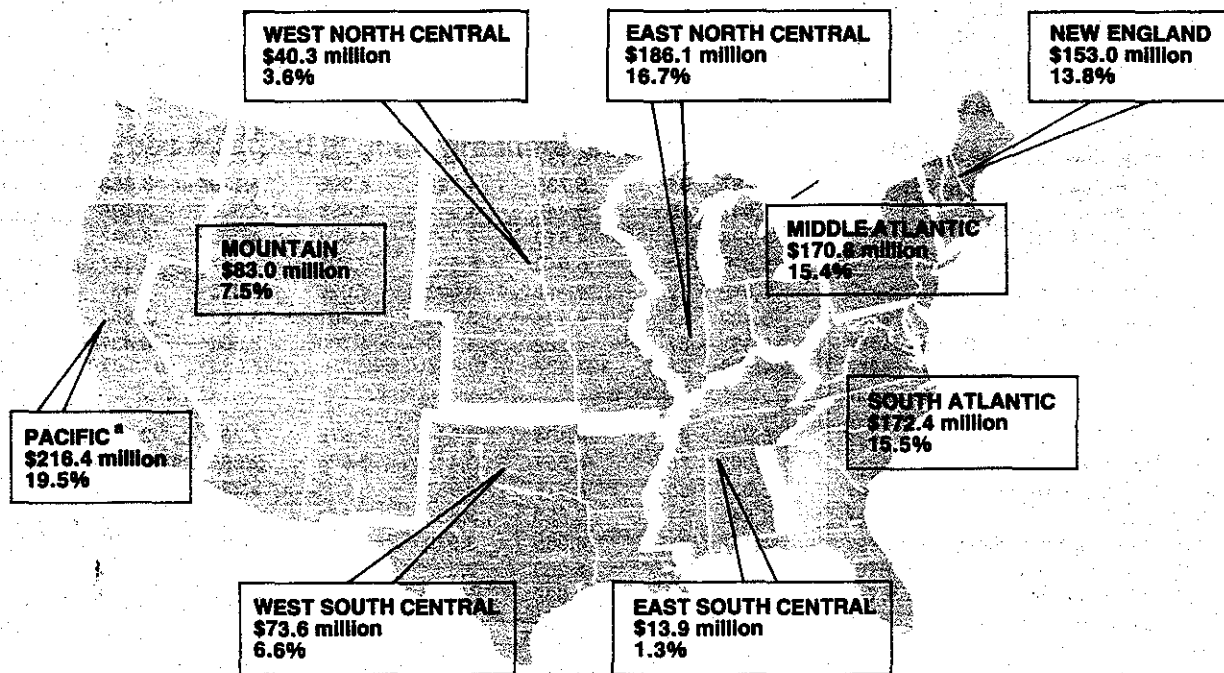 WEST NORTH CENTRAL
$40.3 million
3.6%
EAST NORTH CENTRAL
$186.1 million
16.7%
NEW ENGLAND
$153.0 million
13.8%
MOUNTAIN
$83.0 million
7.5%
MIDDLE ATLANTIC
$170.8 million
15.4%
PACIFIC a
$216.4 million
19.5%
SOUTH ATLANTIC
$172.4 million
15.5%
WEST SOUTH CENTRAL
$73.6 million
6.6%
EAST SOUTH CENTRAL
$13.9 million
1.3%